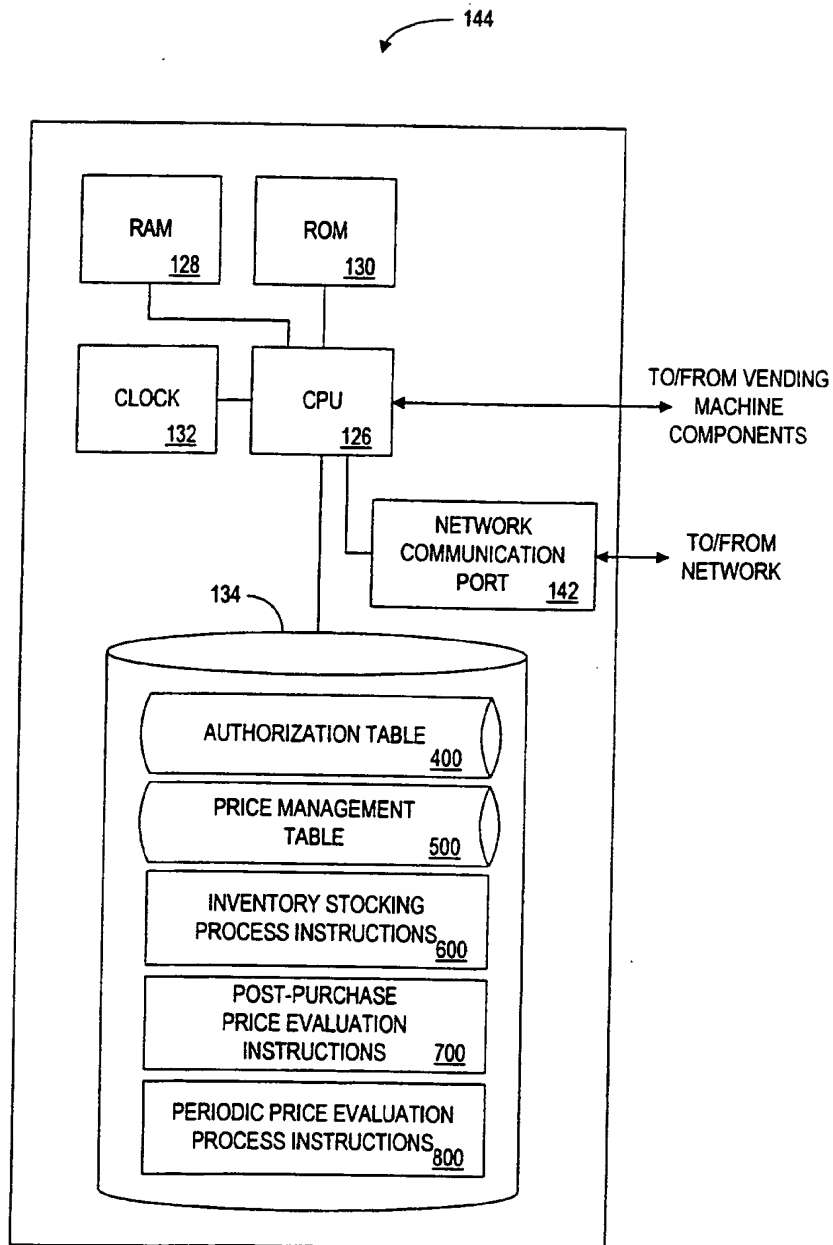 144
RAM
128
ROM
130
CLOCK
132
CPU
126
TO/FROM VENDING
MACHINE
COMPONENTS
NETWORK
COMMUNICATION
PORT
142
TO/FROM
NETWORK
134
AUTHORIZATION TABLE
400
PRICE MANAGEMENT
TABLE
500
INVENTORY STOCKING
PROCESS INSTRUCTIONS
600
POST-PURCHASE
PRICE EVALUATION
INSTRUCTIONS
700
PERIODIC PRICE EVALUATION
PROCESS INSTRUCTIONS
800